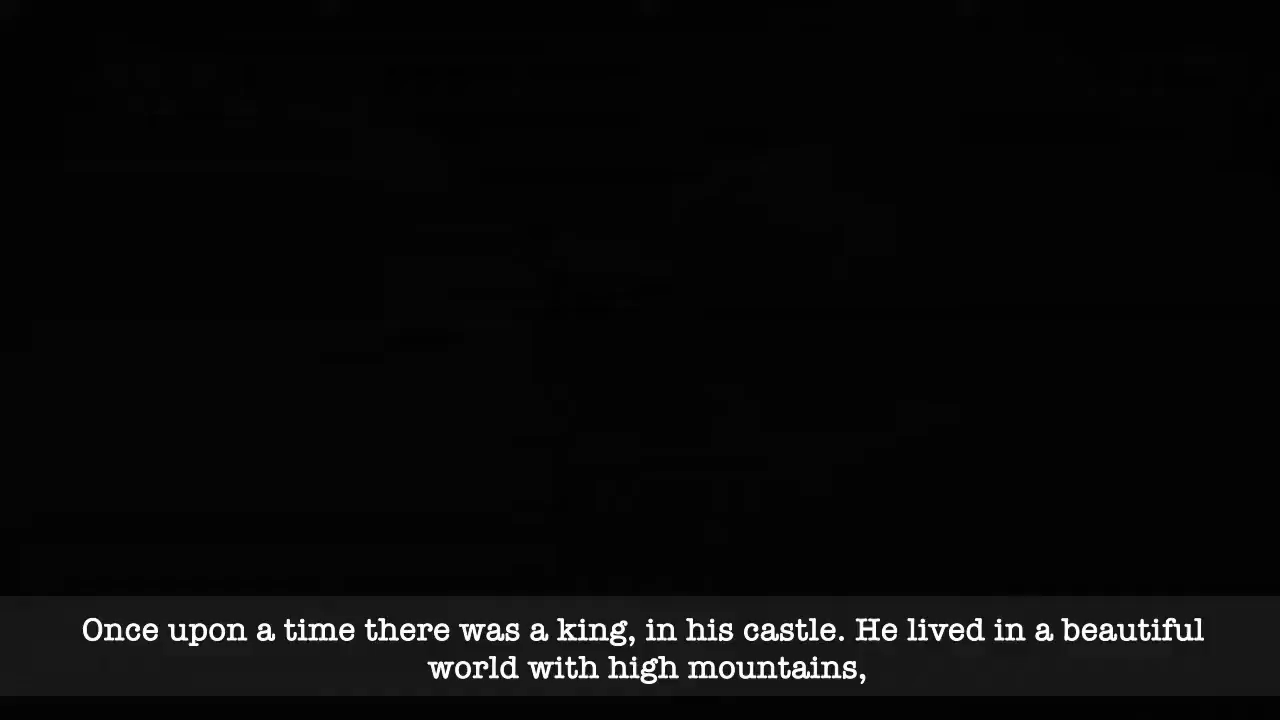 Once upon a time there was a king, in his castle. He lived in a beautiful
world with high mountains,